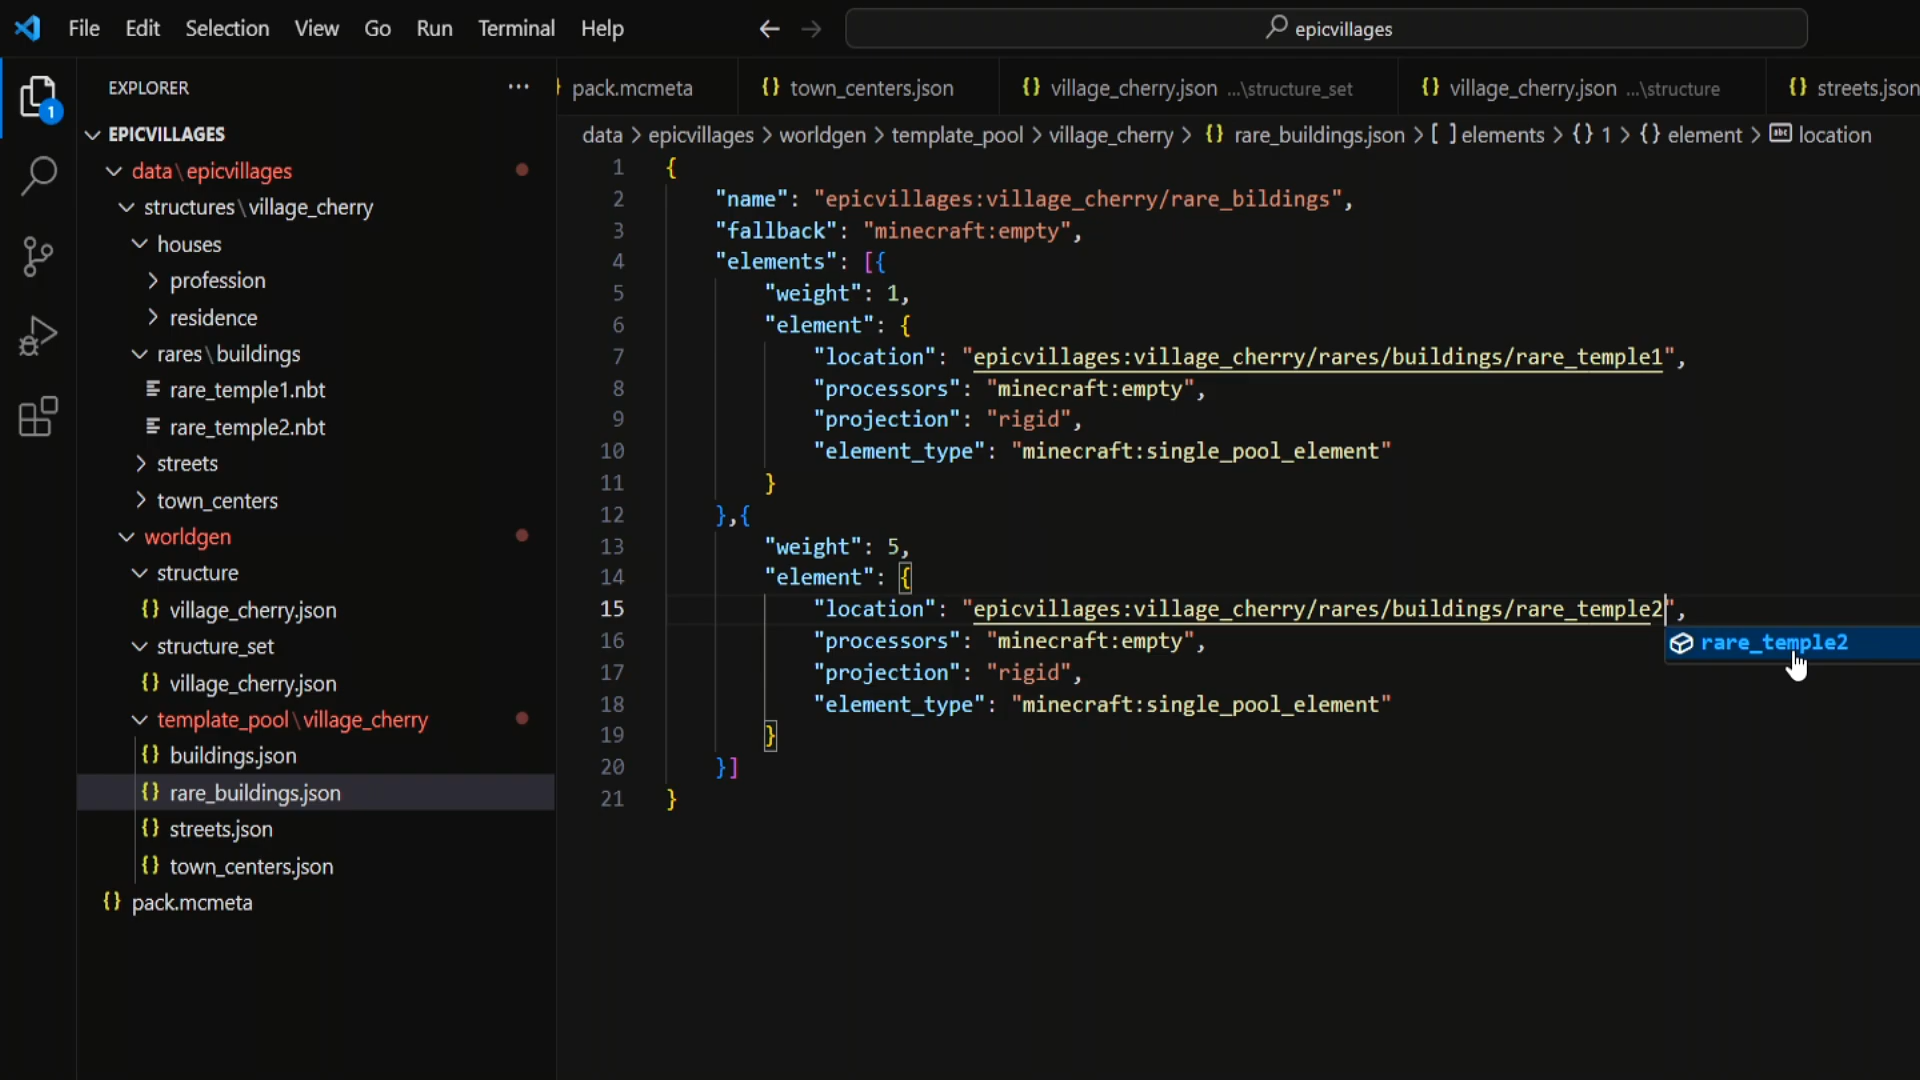 File Edit Selection View Go Run Terminal Help
epicvillages
EXPLORER
1
EPICVILLAGES
data\epicvillages
structures\village_cherry
houses
profession
residence
rares\buildings
rare_temple1.nbt
rare_temple2.nbt
streets
town_centers
worldgen
structure
village_cherry.json
structure_set
village_cherry.json
template_pool\village_cherry
buildings.json
rare_buildings.json
streets.json
town_centers.json
pack.mcmeta
pack.mcmeta {} town_centers.json {} village_cherry.json ...\structure_set {} village_cherry.json ...\structure {} streets.json
data > epicvillages > worldgen > template_pool > village_cherry > {} rare_buildings.json > [ ] elements > {} 1 > {} element > abc location
1 {
2 "name": "epicvillages:village_cherry/rare_bildings",
3 "fallback": "minecraft:empty",
4 "elements": [{
5 "weight": 1,
6 "element": {
7 "location": "epicvillages:village_cherry/rares/buildings/rare_temple1",
8 "processors": "minecraft:empty",
9 "projection": "rigid",
10 "element_type": "minecraft:single_pool_element"
11 }
12 },{
13 "weight": 5,
14 "element": {
15 "location": "epicvillages:village_cherry/rares/buildings/rare_temple2",
16 "processors": "minecraft:empty",
rare_temple2
17 "projection": "rigid",
18 "element_type": "minecraft:single_pool_element"
19 }
20 }]
21 }